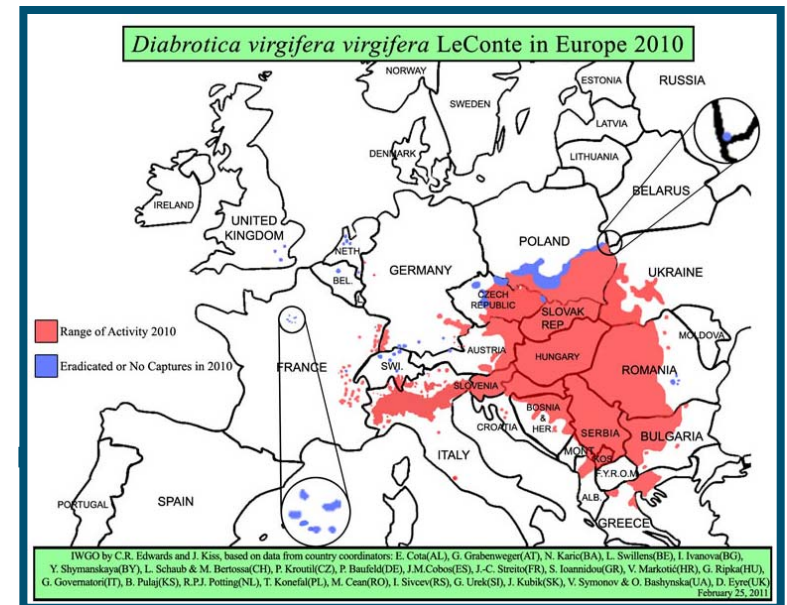 Diabrotica virgifera virgifera LeConte in Europe 2010
NORWAY
ESTONIA
RUSSIA
SWEDEN
LATVIA
DENMARK
LITHUANIA
IRELAND
BELARUS
UNITED
KINGDOM
POLAND
NETH.
GERMANY
UKRAINE
BEL.
CZECH
REPUBLIC
SLOVAK
REP
Range of Activity 2010
MOLDOVA
AUSTRIA
HUNGARY
Eradicated or No Captures in 2010
FRANCE
SWI.
ROMANIA
SLOVENIA
BOSNIA
&
HER.
CROATIA
SERBIA
BULGARIA
ITALY
MONT.
KOS.
F.Y.R.O.M.
PORTUGAL
SPAIN
ALB.
GREECE
IWGO by C.R. Edwards and J. Kiss, based on data from country coordinators: E. Cota(AL), G. Grabenweger(AT), N. Karic(BA), L. Swillens(BE), I. Ivanova(BG),
Y. Shymanskaya(BY), L. Schaub & M. Bertossa(CH), P. Kroutil(CZ), P. Baufeld(DE), J.M.Cobos(ES), J.-C. Streito(FR), S. Ioannidou(GR), V. Markotić(HR), G. Ripka(HU),
G. Governatori(IT), B. Pulaj(KS), R.P.J. Potting(NL), T. Konefal(PL), M. Cean(RO), I. Sivcev(RS), G. Urek(SI), J. Kubik(SK), V. Symonov & O. Bashynska(UA), D. Eyre(UK)
February 25, 2011